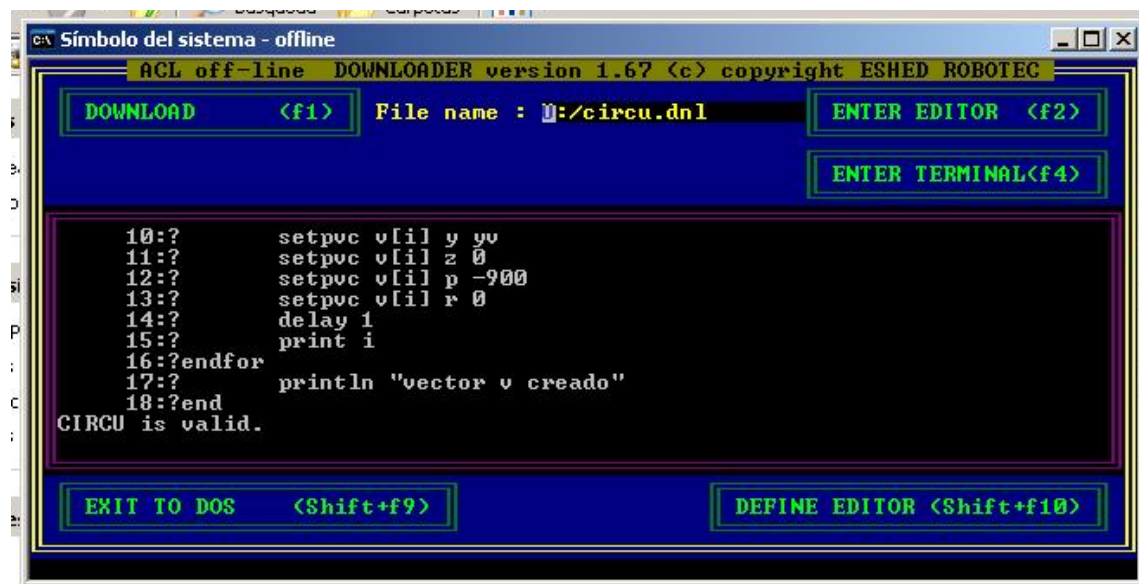 Símbolo del sistema - offline
ACL off-line DOWNLOADER version 1.67 (c) copyright ESHED ROBOTEC
DOWNLOAD <f1> File name : U:/circu.dnl ENTER EDITOR <f2>
ENTER TERMINAL<f4>
10:? setpvc v[i] y yv
11:? setpvc v[i] z 0
12:? setpvc v[i] p -900
13:? setpvc v[i] r 0
14:? delay 1
15:? print i
16:?endfor
17:? println "vector v creado"
18:?end
CIRCU is valid.
EXIT TO DOS <Shift+f9> DEFINE EDITOR <Shift+f10>